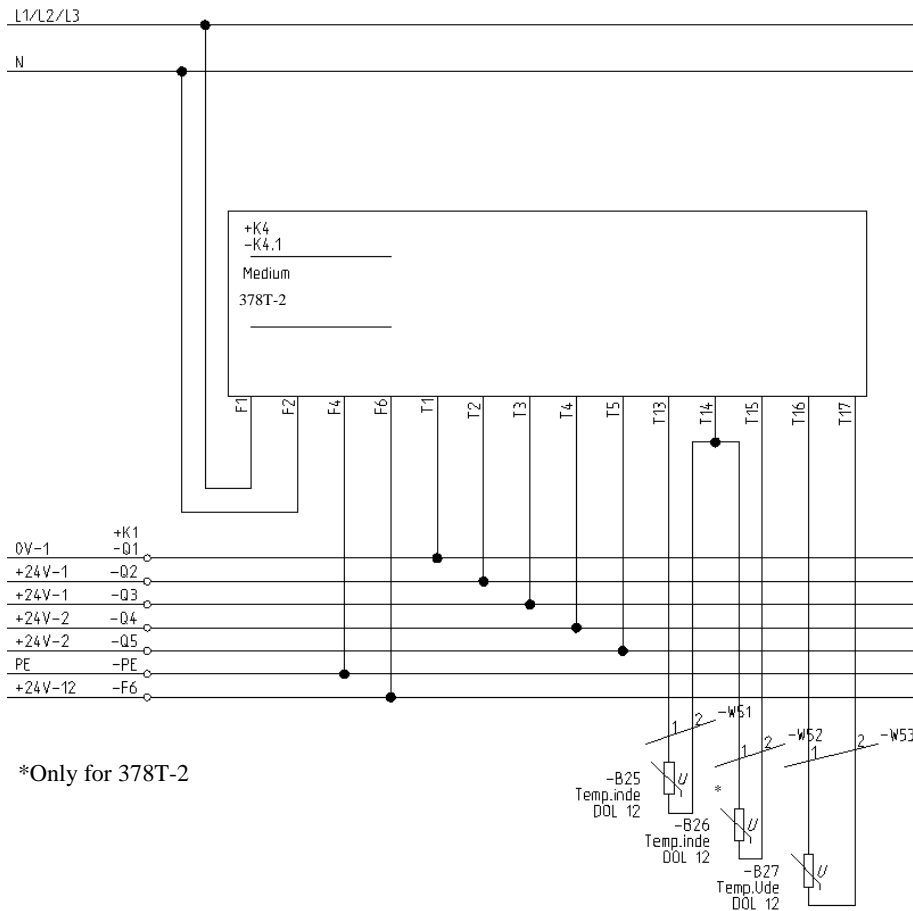 L1/L2/L3
N
+K4
-K4.1
Medium
378T-2
F1
F2
F4
F6
T1
T2
T3
T4
T5
T13
T14
T15
T16
T17
+K1
0V-1 -Q1
+24V-1 -Q2
+24V-1 -Q3
+24V-2 -Q4
+24V-2 -Q5
PE -PE
+24V-12 -F6
1 2 -W51
1 2 -W52
1 2 -W53
*Only for 378T-2
-B25
Temp.inde
DOL 12
U
*
-B26
Temp.inde
DOL 12
U
-B27
Temp.Ude
DOL 12
U